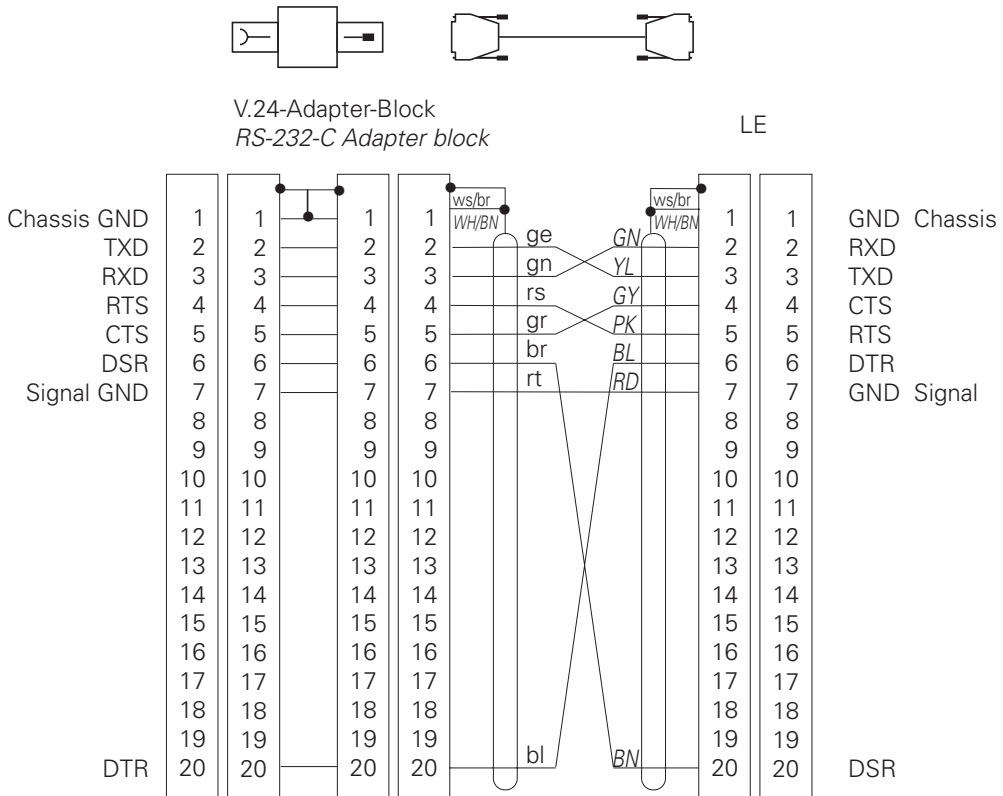 V.24-Adapter-Block
RS-232-C Adapter block
LE
ws/br ws/br
Chassis GND 1 1 1 1 WH/BN WH/BN 1 1 GND Chassis
TXD 2 2 2 2 ge GN 2 2 RXD
RXD 3 3 3 3 gn YL 3 3 TXD
RTS 4 4 4 4 rs GY 4 4 CTS
CTS 5 5 5 5 gr PK 5 5 RTS
DSR 6 6 6 6 br BL 6 6 DTR
Signal GND 7 7 7 7 rt RD 7 7 GND Signal
8 8 8 8 8 8
9 9 9 9 9 9
10 10 10 10 10 10
11 11 11 11 11 11
12 12 12 12 12 12
13 13 13 13 13 13
14 14 14 14 14 14
15 15 15 15 15 15
16 16 16 16 16 16
17 17 17 17 17 17
18 18 18 18 18 18
19 19 19 19 19 19
DTR 20 20 20 20 bl BN 20 20 DSR